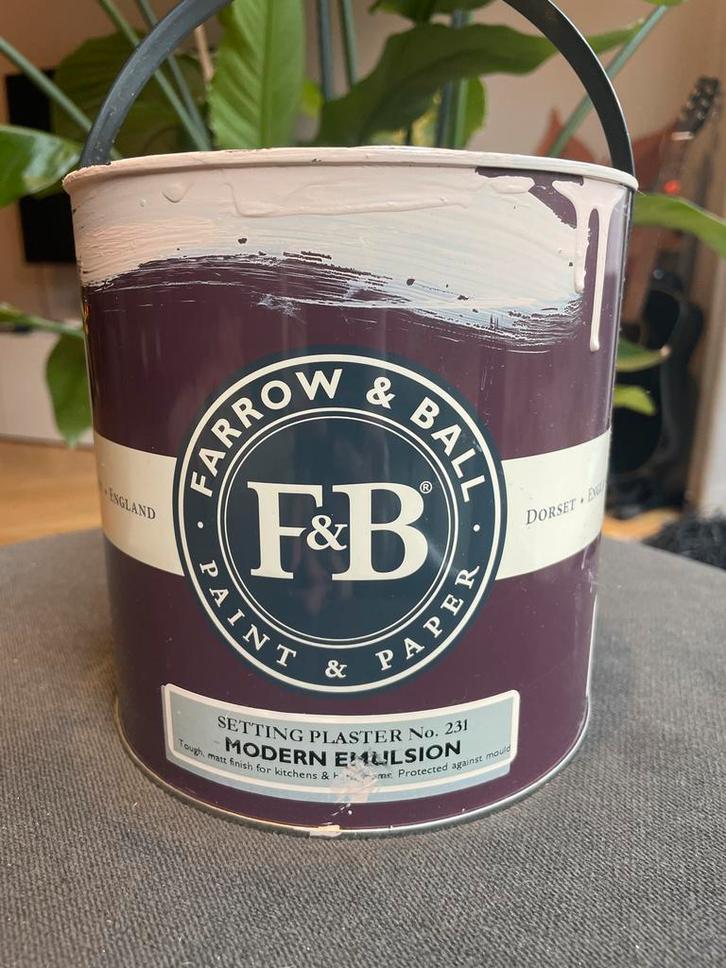 FARROW & BALL
F&B®
• ENGLAND
DORSET •
PAINT & PAPER
SETTING PLASTER No. 231
MODERN EMULSION
Tough, matt finish for kitchens & Protected against mould